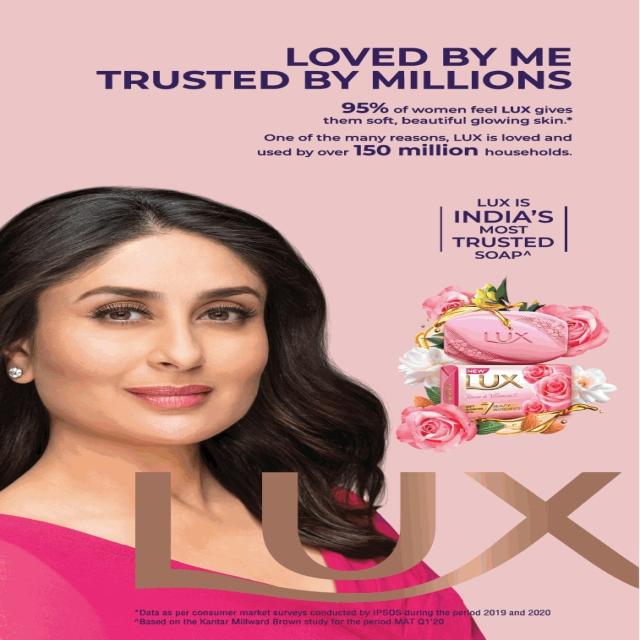 LOVED BY ME
TRUSTED BY MILLIONS
95% of women feel LUX gives
them soft, beautiful glowing skin.*
One of the many reasons, LUX is loved and
used by over 150 million households.
LUX IS
INDIA'S
MOST
TRUSTED
SOAP^
LUX
NEW
LUX
LUX
*Data as per consumer market surveys conducted by IPSOS during the period 2019 and 2020
^Based on the Kantar Millward Brown study for the period MAT Q1'20